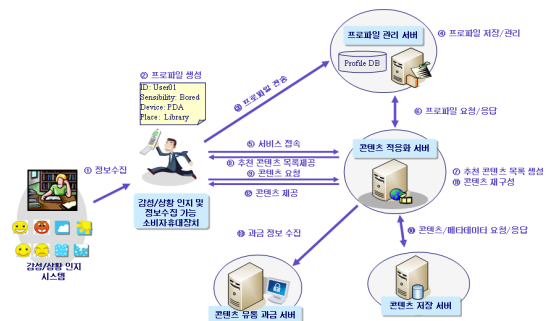 프로파일 관리 서버
④ 프로파일 저장/관리
Profile DB
② 프로파일 생성
ID: User01
Sensibility: Bored
Device: PDA
Place: Library
③ 프로파일 전송
⑥ 프로파일 요청/응답
① 정보수집
⑤ 서비스 접속
⑧ 추천 콘텐츠 목록제공
⑨ 콘텐츠 요청
⑫ 콘텐츠 제공
콘텐츠 적응화 서버
⑦ 추천 콘텐츠 목록 생성
⑪ 콘텐츠 재구성
감성/상황 인지 및
정보수집 가능
소비자휴대장치
감성/상황 인지
시스템
⑬ 과금 정보 수집
⑩ 콘텐츠/메타데이타 요청/응답
콘텐츠 유통 과금 서버
콘텐츠 저장 서버